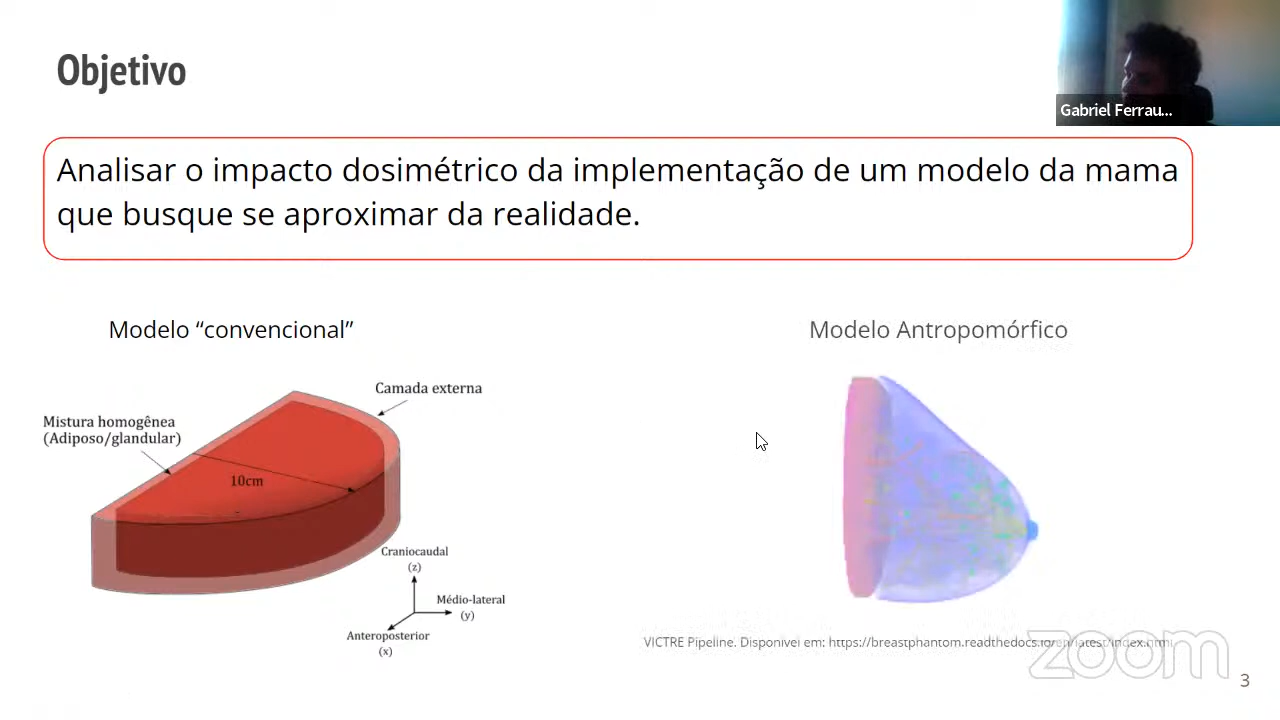 Objetivo
Gabriel Ferrau...
Analisar o impacto dosimétrico da implementação de um modelo da mama
que busque se aproximar da realidade.
Modelo “convencional”
Modelo Antropomórfico
Camada externa
Mistura homogênea
(Adiposo/glandular)
10cm
Craniocaudal
(z)
Médio-lateral
(y)
Anteroposterior
(x)
VICTRE Pipeline. Disponivel em: https://breastphantom.readthedocs.io/en/latest/index.html
zoom
3